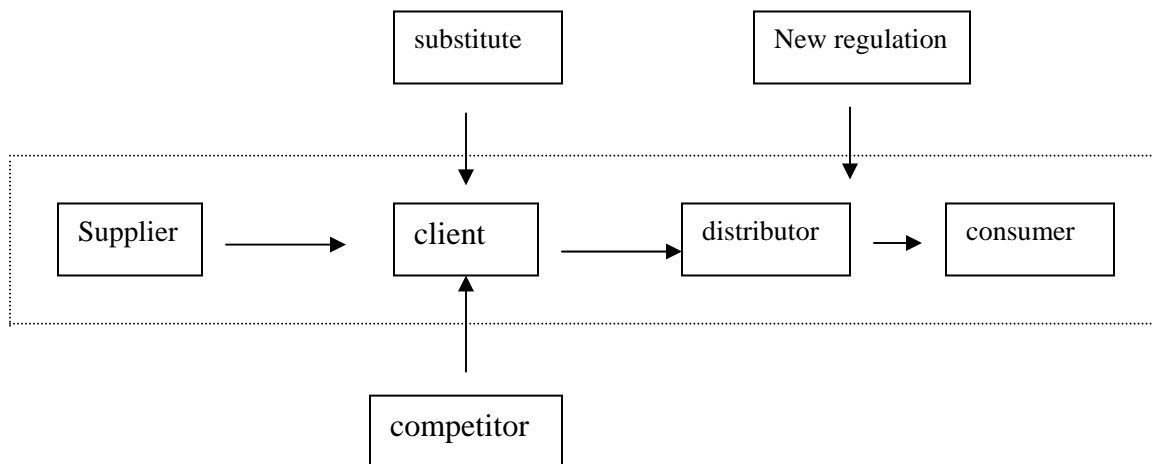 substitute
New regulation
Supplier
client
distributor
consumer
competitor